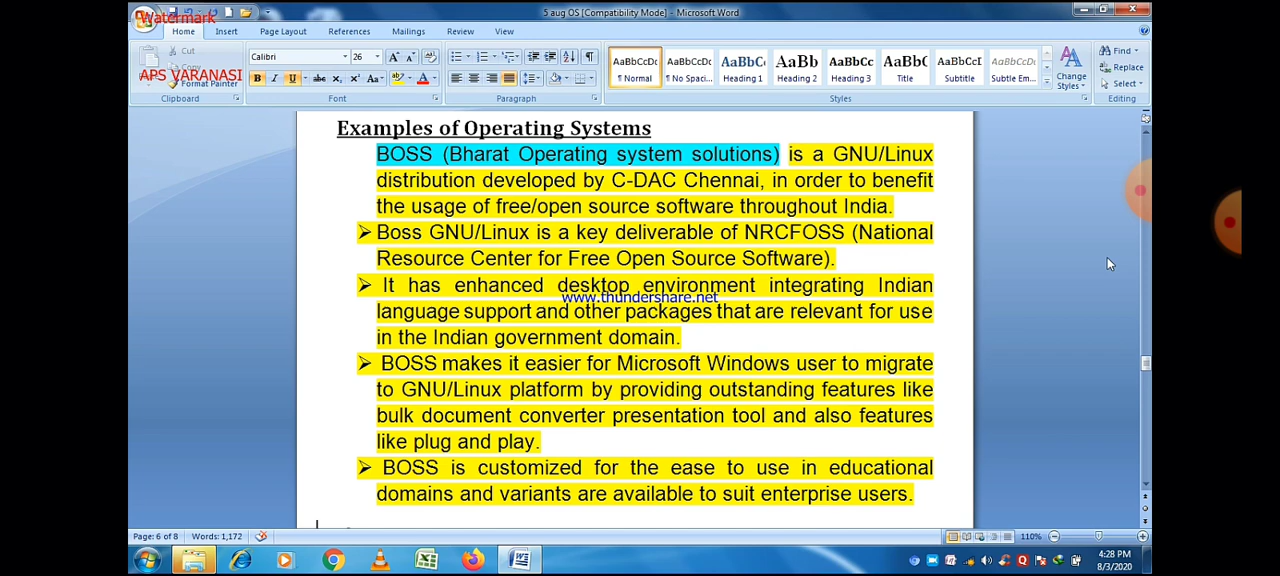 5 aug OS [Compatibility Mode] - Microsoft Word
Watermark
Home Insert Page Layout References Mailings Review View
Cut
Calibri 26
Find
Copy
APS VARANASI
Format Painter
AaBbCcDc AaBbCcDc AaBbC AaBb AaBbCc AaBbC AaBbCcI AaBbCcDc
¶ Normal ¶ No Spaci... Heading 1 Heading 2 Heading 3 Title Subtitle Subtle Em...
Change Styles
Replace
Select
Clipboard Font Paragraph Styles Editing
Examples of Operating Systems
BOSS (Bharat Operating system solutions) is a GNU/Linux
distribution developed by C-DAC Chennai, in order to benefit
the usage of free/open source software throughout India.
➢ Boss GNU/Linux is a key deliverable of NRCFOSS (National
Resource Center for Free Open Source Software).
➢ It has enhanced desktop environment integrating Indian
www.thundershare.net
language support and other packages that are relevant for use
in the Indian government domain.
➢ BOSS makes it easier for Microsoft Windows user to migrate
to GNU/Linux platform by providing outstanding features like
bulk document converter presentation tool and also features
like plug and play.
➢ BOSS is customized for the ease to use in educational
domains and variants are available to suit enterprise users.
Page: 6 of 8 Words: 1,172 110%
4:28 PM
8/3/2020